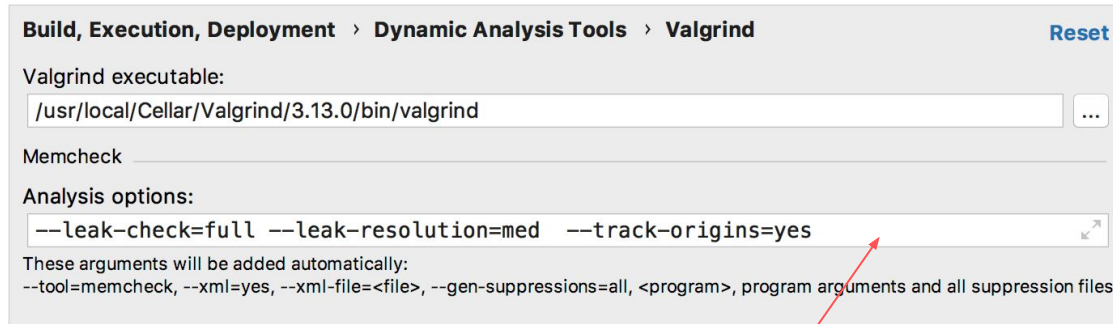 Build, Execution, Deployment › Dynamic Analysis Tools › Valgrind Reset
Valgrind executable:
/usr/local/Cellar/Valgrind/3.13.0/bin/valgrind ...
Memcheck
Analysis options:
--leak-check=full --leak-resolution=med  --track-origins=yes
These arguments will be added automatically:
--tool=memcheck, --xml=yes, --xml-file=<file>, --gen-suppressions=all, <program>, program arguments and all suppression files